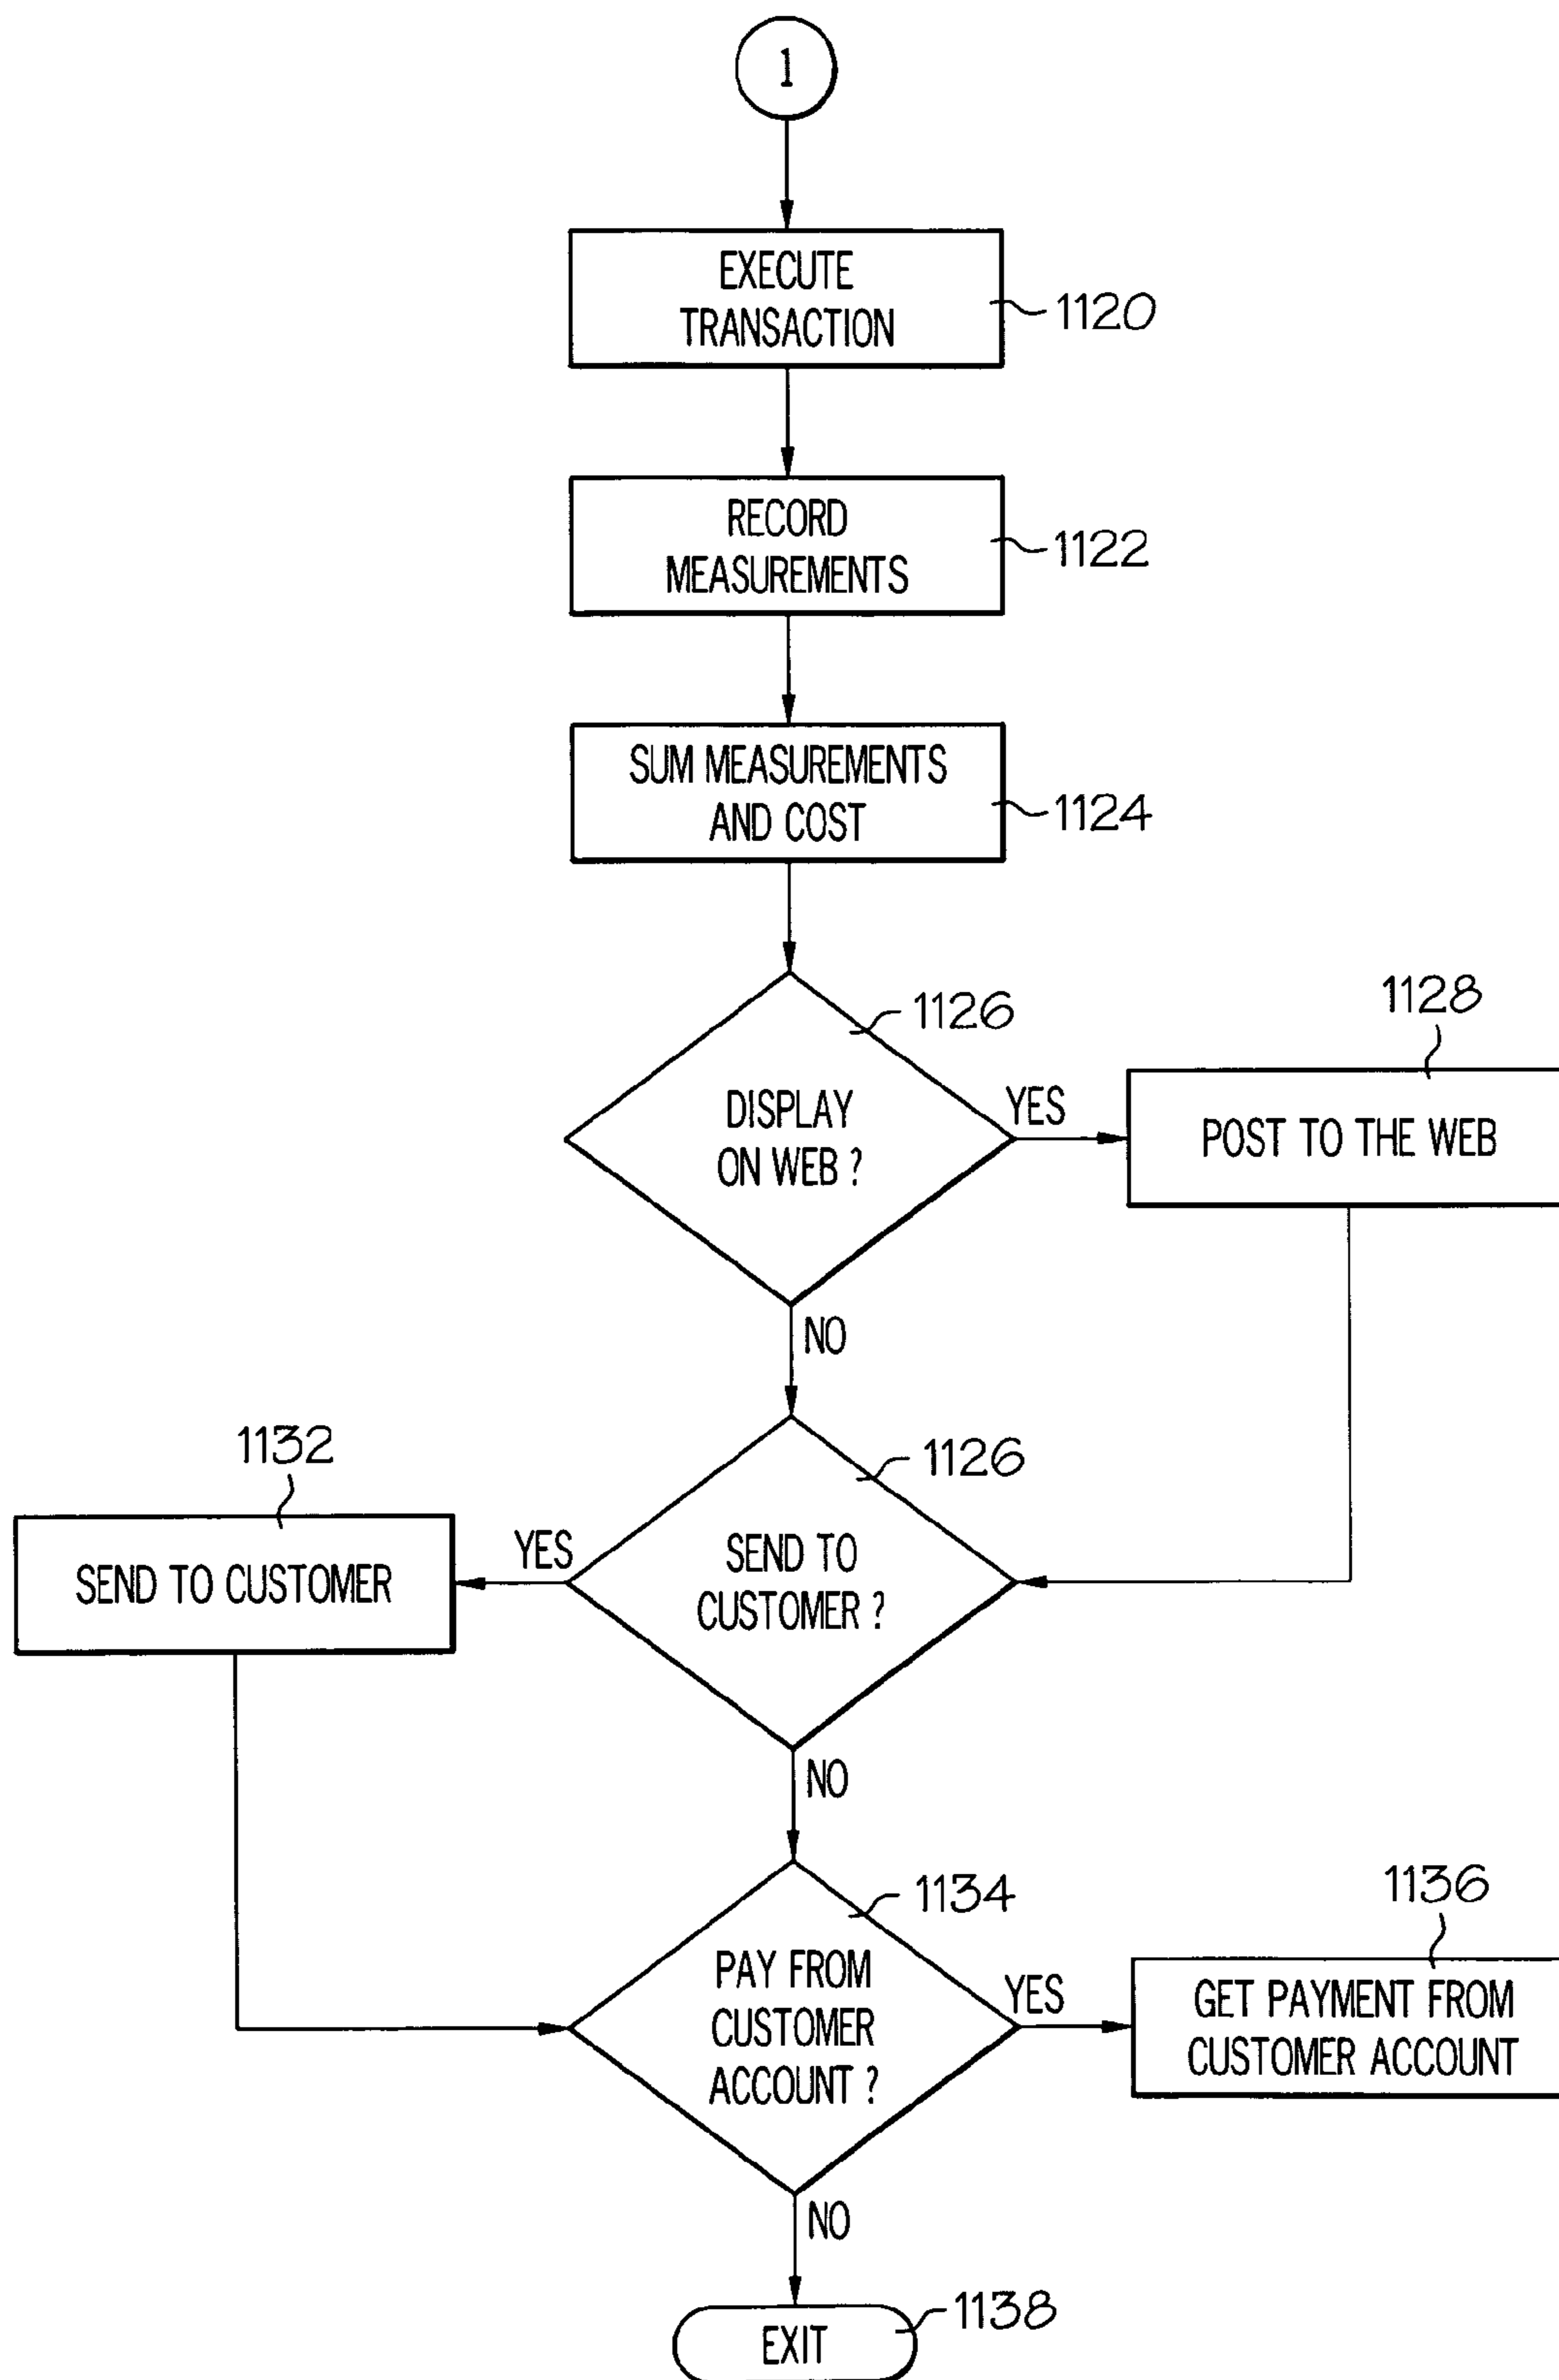 1
EXECUTE
TRANSACTION
1120
RECORD
MEASUREMENTS
1122
SUM MEASUREMENTS
AND COST
1124
1126
DISPLAY
ON WEB ?
YES
1128
POST TO THE WEB
NO
1126
SEND TO
CUSTOMER ?
YES
1132
SEND TO CUSTOMER
NO
1134
PAY FROM
CUSTOMER
ACCOUNT ?
YES
1136
GET PAYMENT FROM
CUSTOMER ACCOUNT
NO
1138
EXIT